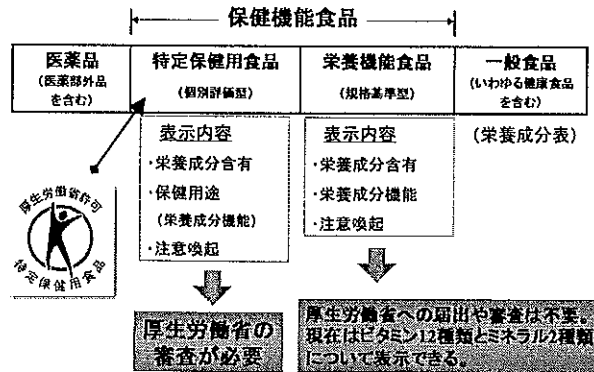 保健機能食品
医薬品
(医薬部外品
を含む)
特定保健用食品
(個別評価型)
栄養機能食品
(規格基準型)
一般食品
(いわゆる健康食品
を含む)
表示内容
・栄養成分含有
・保健用途
(栄養成分機能)
・注意喚起
表示内容
・栄養成分含有
・栄養成分機能
・注意喚起
(栄養成分表)
厚生労働省許可
特定保健用食品
厚生労働省の
審査が必要
厚生労働省への届出や審査は不要。
現在はビタミン12種類とミネラル2種類
について表示できる。